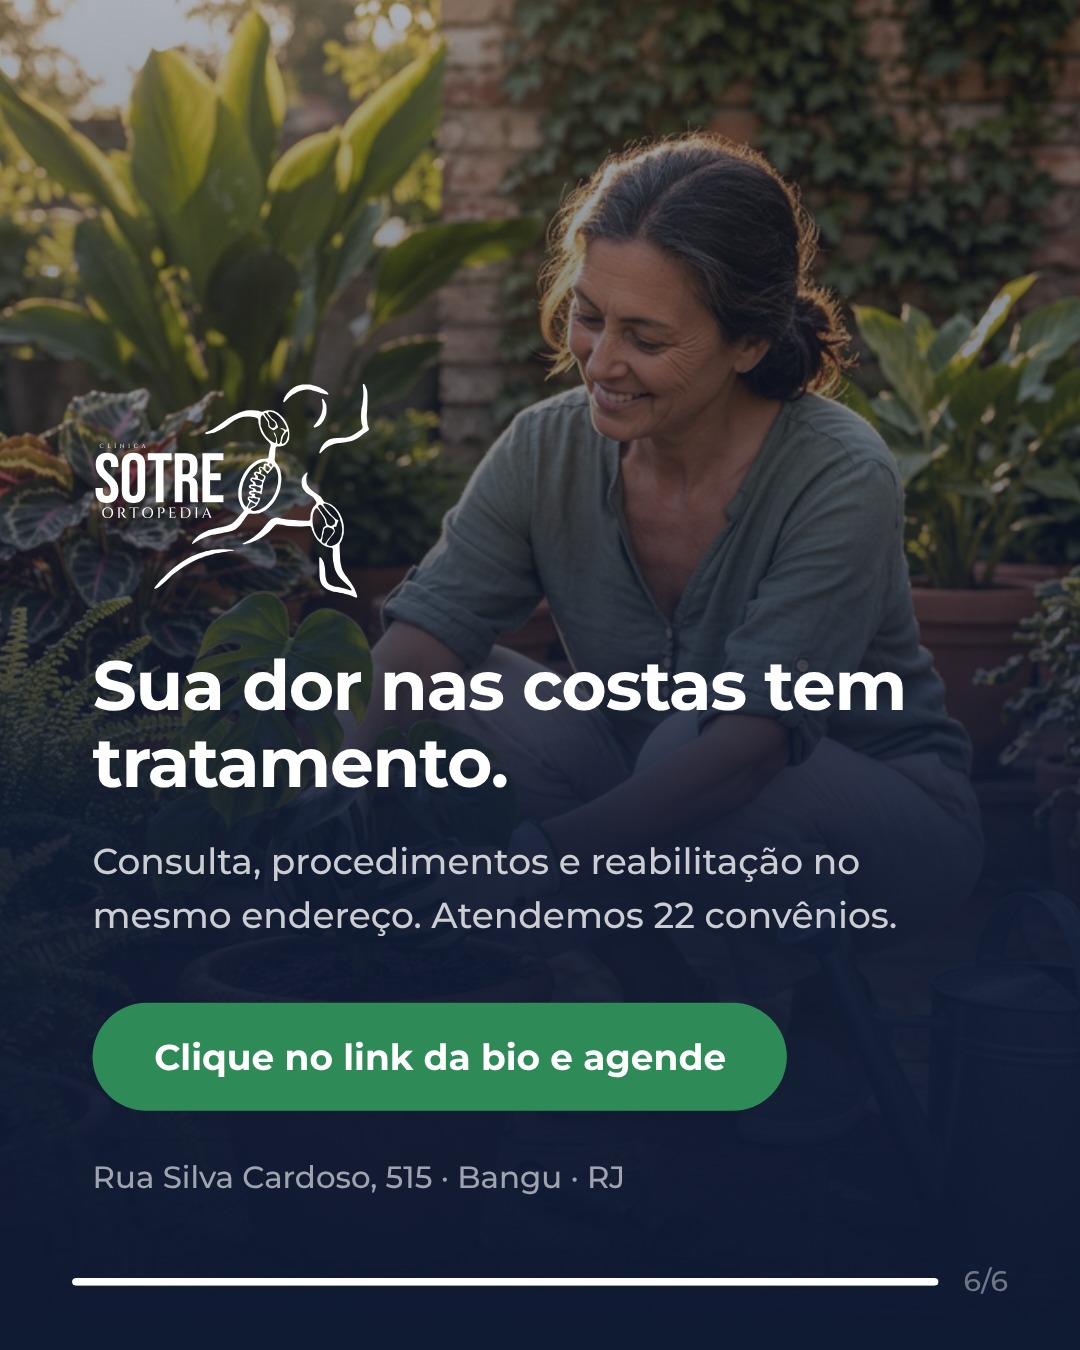 CLÍNICA
SOTRE
ORTOPEDIA
Sua dor nas costas tem
tratamento.
Consulta, procedimentos e reabilitação no
mesmo endereço. Atendemos 22 convênios.
Clique no link da bio e agende
Rua Silva Cardoso, 515 · Bangu · RJ
6/6